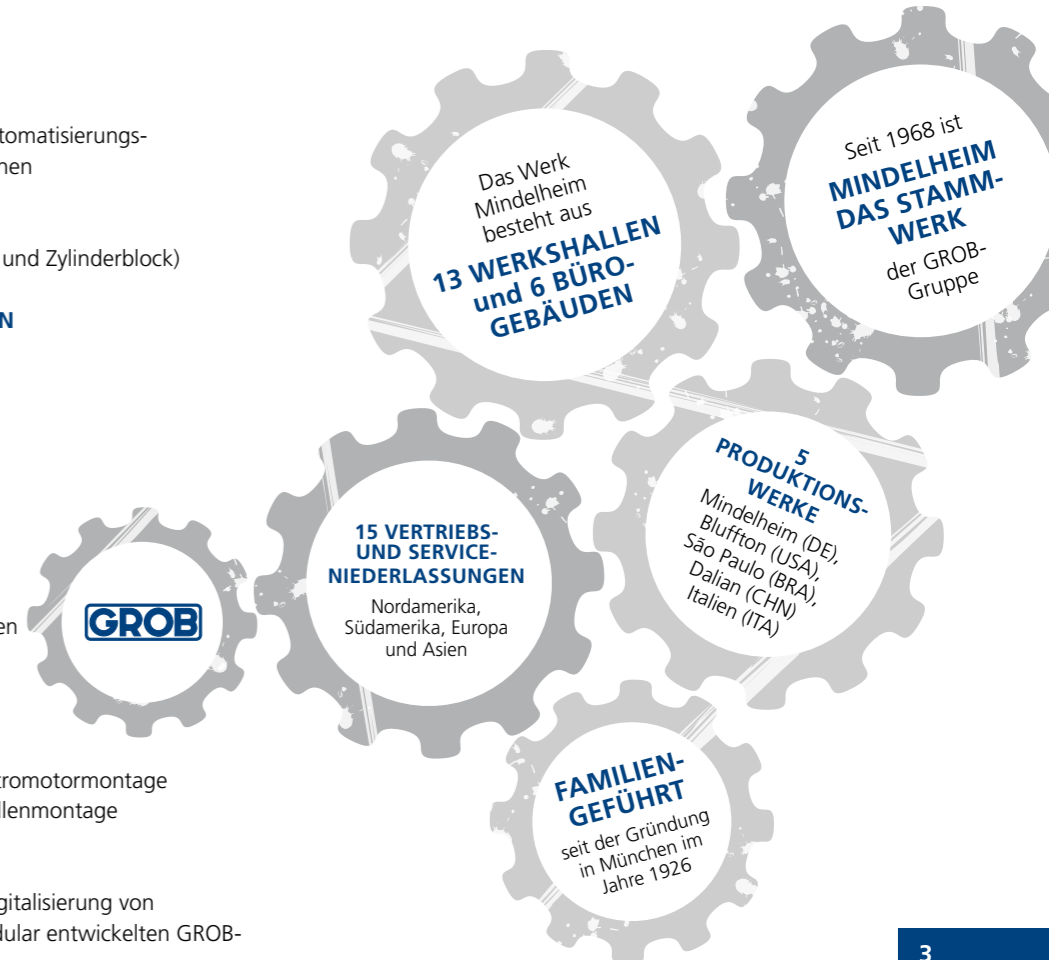 tomatisierungs-
nen
und Zylinderblock)
N
en
tromotormontage
llenmontage
gitalisierung von
dular entwickelten GROB-
Das Werk
Mindelheim
besteht aus
13 WERKSHALLEN
und 6 BÜRO-
GEBÄUDEN
Seit 1968 ist
MINDELHEIM
DAS STAMM-
WERK
der GROB-
Gruppe
5
PRODUKTIONS-
WERKE
Mindelheim (DE),
Bluffton (USA),
São Paulo (BRA),
Dalian (CHN)
Italien (ITA)
15 VERTRIEBS-
UND SERVICE-
NIEDERLASSUNGEN
Nordamerika,
Südamerika, Europa
und Asien
GROB
FAMILIEN-
GEFÜHRT
seit der Gründung
in München im
Jahre 1926
3